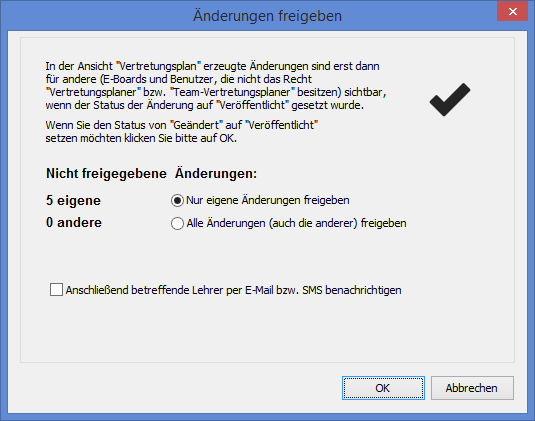 Änderungen freigeben
In der Ansicht "Vertretungsplan" erzeugte Änderungen sind erst dann
für andere (E-Boards und Benutzer, die nicht das Recht
"Vertretungsplaner" bzw. "Team-Vertretungsplaner" besitzen) sichtbar,
wenn der Status der Änderung auf "Veröffentlicht" gesetzt wurde.
Wenn Sie den Status von "Geändert" auf "Veröffentlicht"
setzen möchten klicken Sie bitte auf OK.
Nicht freigegebene Änderungen:
5 eigene Nur eigene Änderungen freigeben
0 andere Alle Änderungen (auch die anderer) freigeben
Anschließend betreffende Lehrer per E-Mail bzw. SMS benachrichtigen
OK Abbrechen